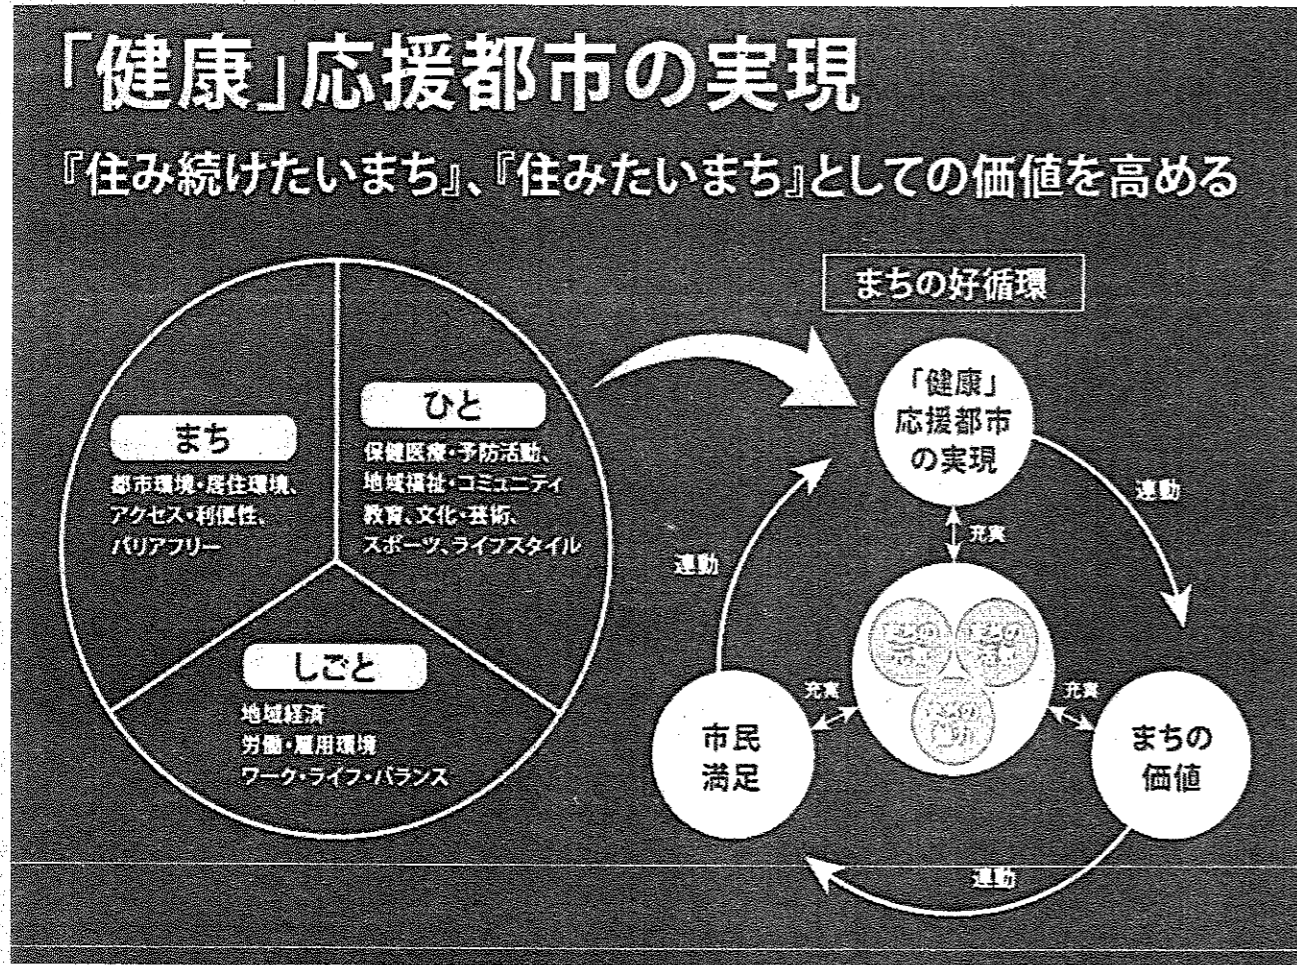 「健康」応援都市の実現
『住み続けたいまち』、『住みたいまち』としての価値を高める
まち
都市環境・居住環境、
アクセス・利便性、
バリアフリー
ひと
保健医療・予防活動、
地域福祉・コミュニティ
教育、文化・芸術、
スポーツ、ライフスタイル
しごと
地域経済
労働・雇用環境
ワーク・ライフ・バランス
まちの好循環
「健康」
応援都市
の実現
連動
充実
連動
充実
充実
市民
満足
まちの
価値
連動